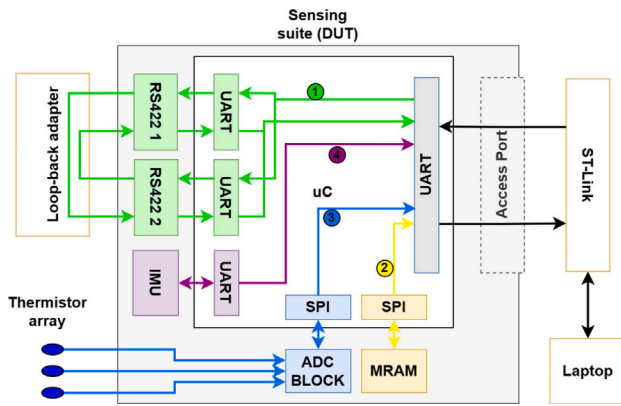 Sensing
suite (DUT)
Loop-back adapter
RS422 1
UART
1
RS422 2
UART
4
uC
UART
Access Port
ST-Link
3
2
IMU
UART
Thermistor
array
SPI
SPI
ADC
BLOCK
MRAM
Laptop